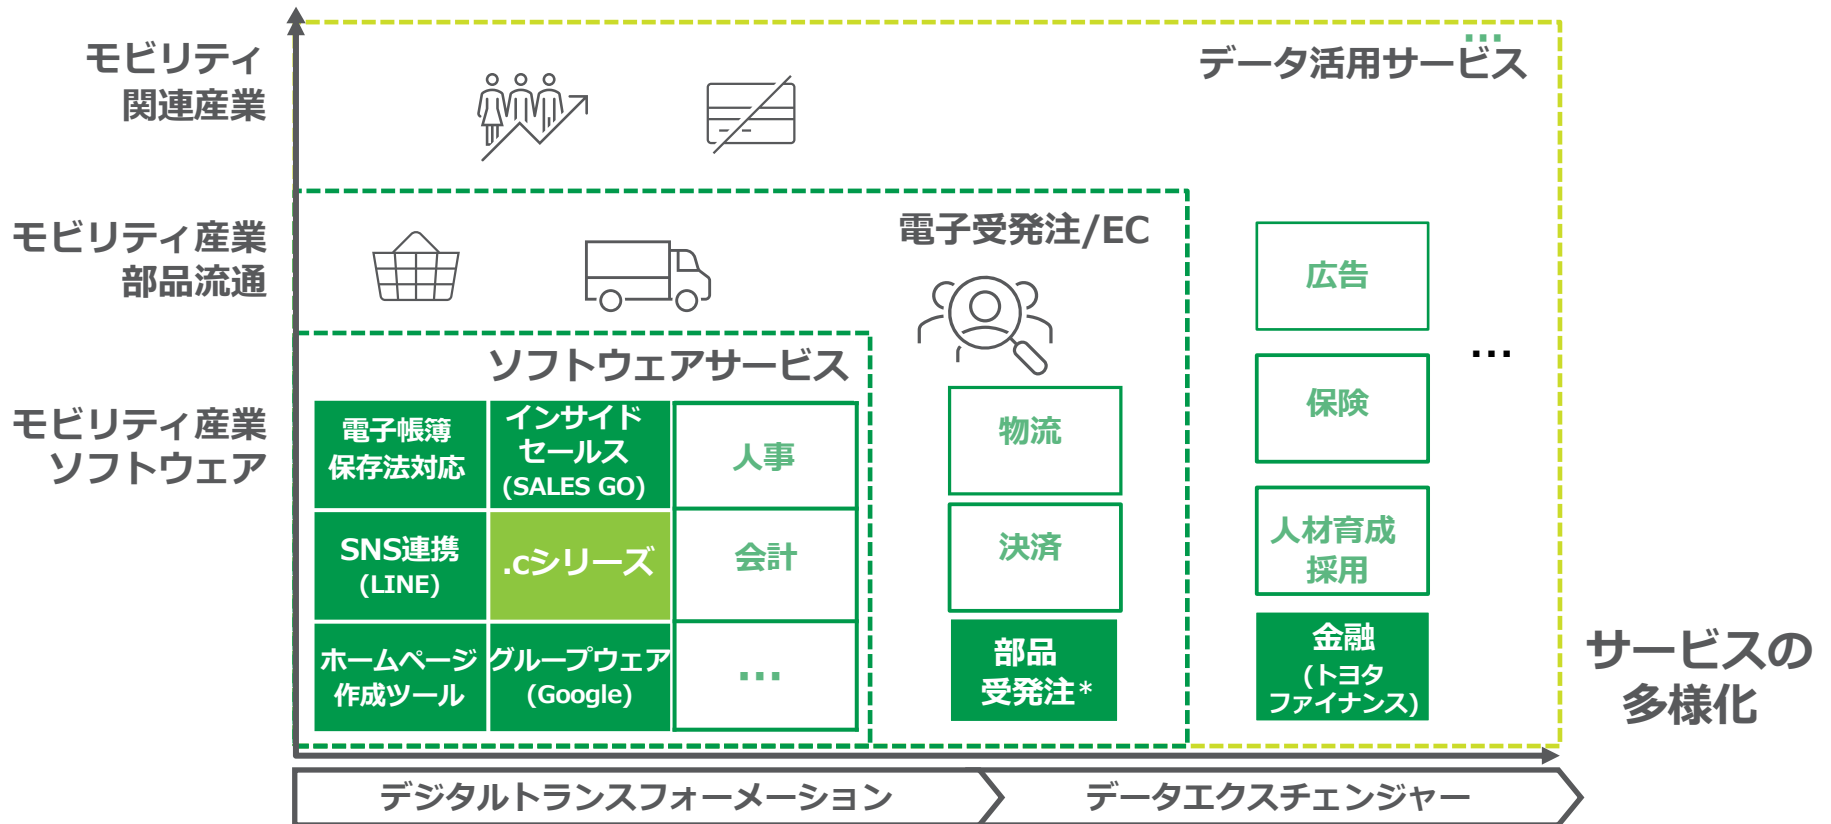 モビリティ
関連産業
データ活用サービス
…
モビリティ産業
部品流通
電子受発注/EC
広告
…
保険
人材育成
採用
金融
(トヨタ
ファイナンス)
物流
決済
部品
受発注*
モビリティ産業
ソフトウェア
ソフトウェアサービス
電子帳簿
保存法対応
インサイド
セールス
(SALES GO)
人事
SNS連携
(LINE)
.cシリーズ
会計
ホームページ
作成ツール
グループウェア
(Google)
…
サービスの
多様化
デジタルトランスフォーメーション
データエクスチェンジャー